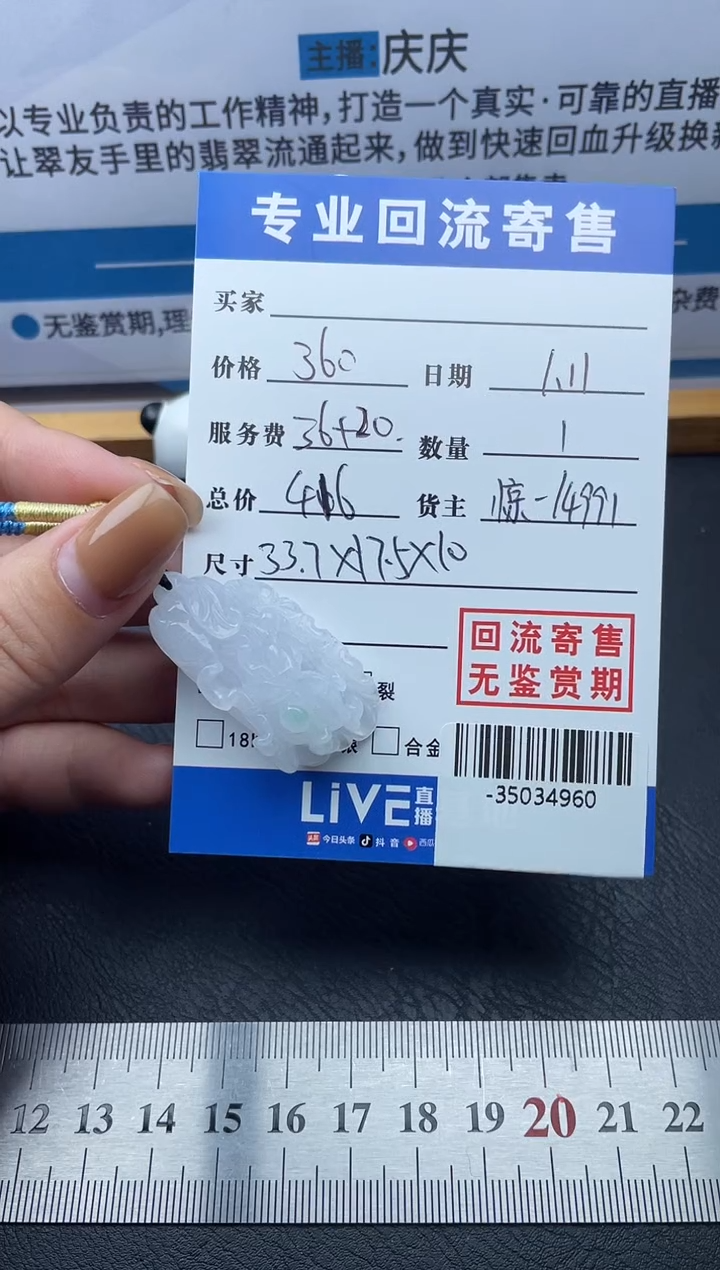 主播:庆庆
以专业负责的工作精神,打造一个真实·可靠的直播
让翠友手里的翡翠流通起来,做到快速回血升级换
专业回流寄售
无鉴赏期,理
杂费
买家
价格 360 日期 1.11
服务费 36+20. 数量 1
总价 416 货主 惊-14991
尺寸 33.7×17.5×10
回流寄售
无鉴赏期
裂
18 合金
-35034960
LiVE 直播
今日头条 抖音 西瓜
12 13 14 15 16 17 18 19 20 21 22